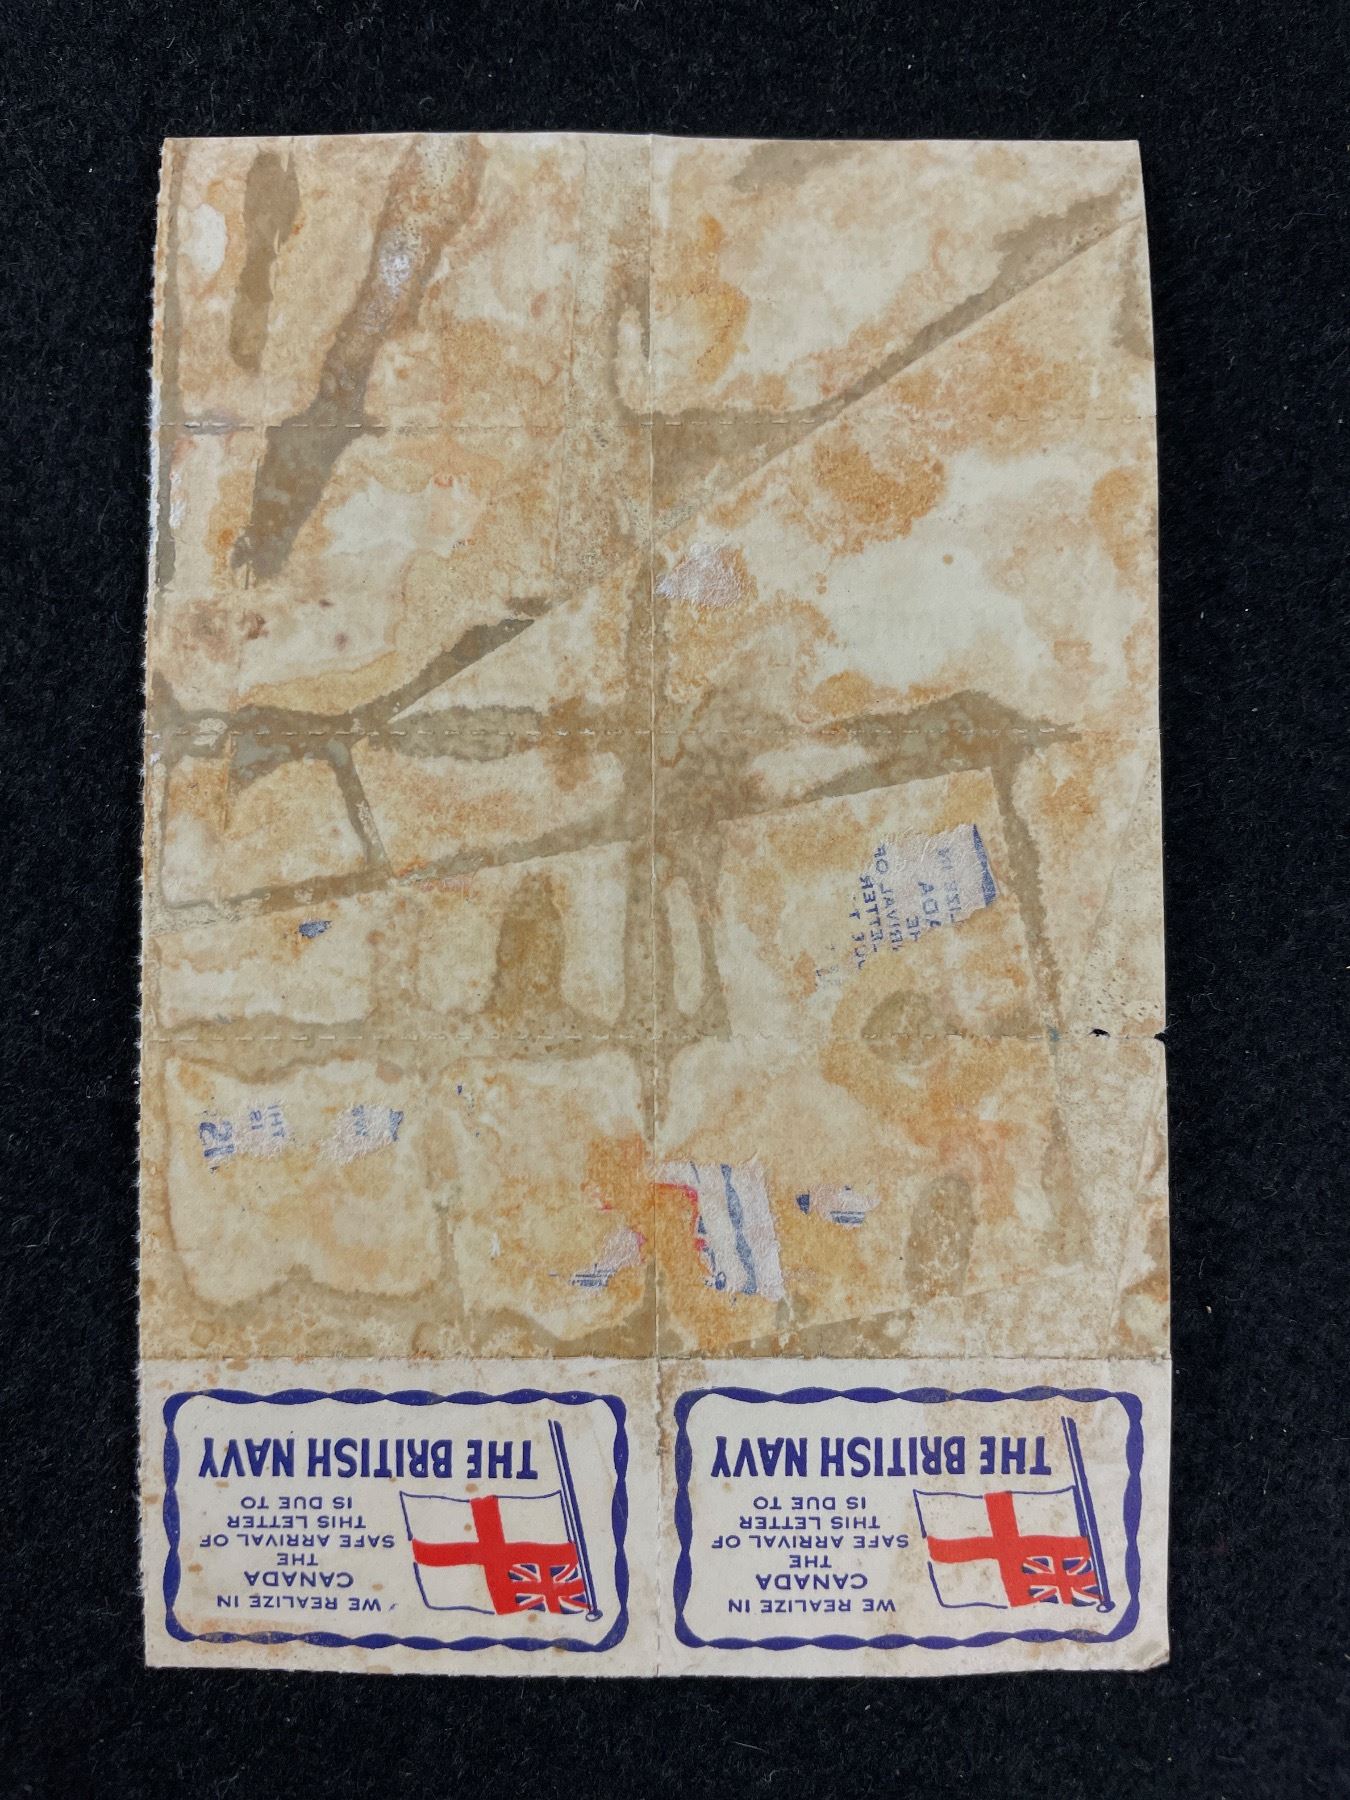 WE REALIZE IN
CANADA
THE
SAFE ARRIVAL OF
THIS LETTER
IS DUE TO
THE BRITISH NAVY
WE REALIZE IN
CANADA
THE
SAFE ARRIVAL OF
THIS LETTER
IS DUE TO
THE BRITISH NAVY